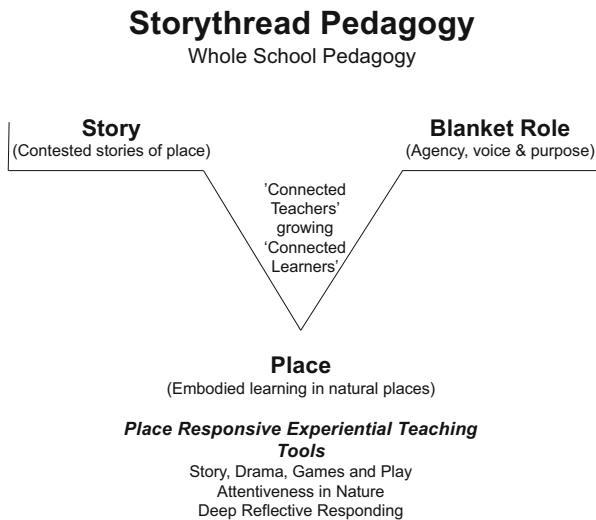 Storythread Pedagogy
Whole School Pedagogy
Story
(Contested stories of place)
Blanket Role
(Agency, voice & purpose)
’Connected
Teachers’
growing
‘Connected
Learners’
Place
(Embodied learning in natural places)
Place Responsive Experiential Teaching
Tools
Story, Drama, Games and Play
Attentiveness in Nature
Deep Reflective Responding